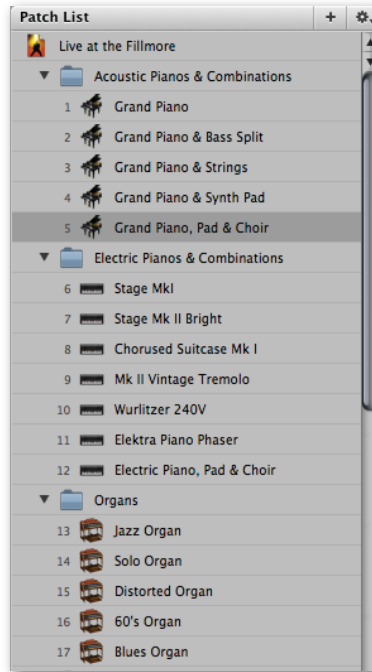 Patch List +
Live at the Fillmore
Acoustic Pianos & Combinations
1 Grand Piano
2 Grand Piano & Bass Split
3 Grand Piano & Strings
4 Grand Piano & Synth Pad
5 Grand Piano, Pad & Choir
Electric Pianos & Combinations
6 Stage MkI
7 Stage Mk II Bright
8 Chorused Suitcase Mk I
9 Mk II Vintage Tremolo
10 Wurlitzer 240V
11 Elektra Piano Phaser
12 Electric Piano, Pad & Choir
Organs
13 Jazz Organ
14 Solo Organ
15 Distorted Organ
16 60's Organ
17 Blues Organ